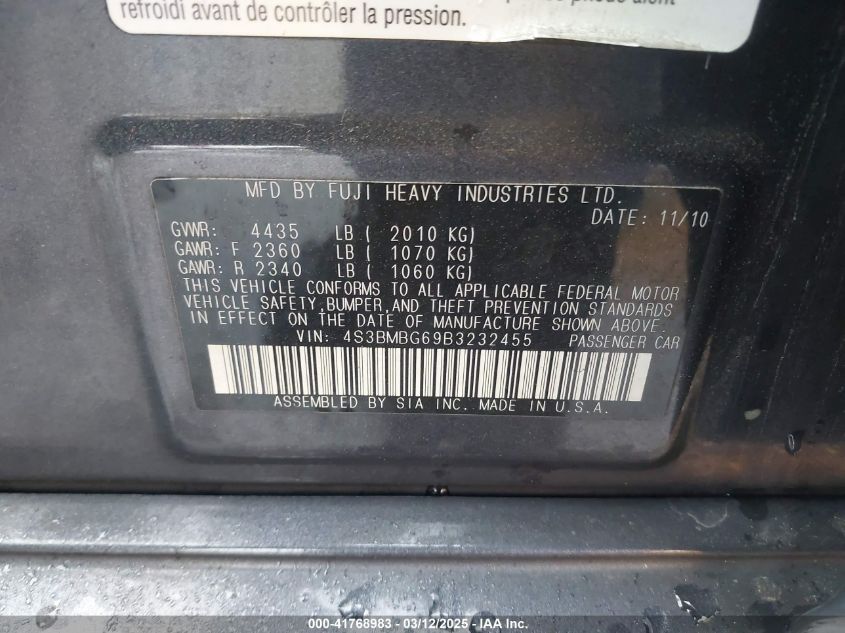 refroidi avant de contrôler la pression.
MFD BY FUJI HEAVY INDUSTRIES LTD.
DATE: 11/10
GVWR: 4435 LB ( 2010 KG)
GAWR: F 2360 LB ( 1070 KG)
GAWR: R 2340 LB ( 1060 KG)
THIS VEHICLE CONFORMS TO ALL APPLICABLE FEDERAL MOTOR
VEHICLE SAFETY,BUMPER,AND THEFT PREVENTION STANDARDS
IN EFFECT ON THE DATE OF MANUFACTURE SHOWN ABOVE.
VIN: 4S3BMBG69B3232455 PASSENGER CAR
ASSEMBLED BY SIA INC. MADE IN U.S.A.
000-41768983 - 03/12/2025 - IAA Inc.